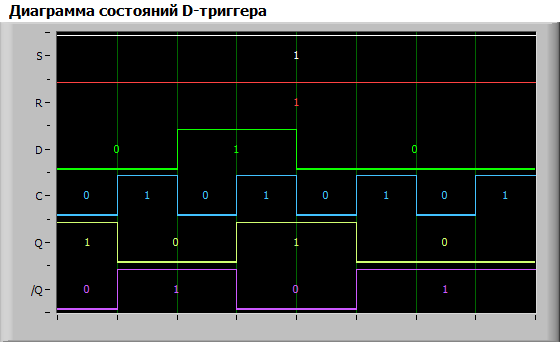 Диаграмма состояний D-триггера
S 1
R 1
D 0 1 0
C 0 1 0 1 0 1 0 1
Q 1 0 1 0
/Q 0 1 0 1